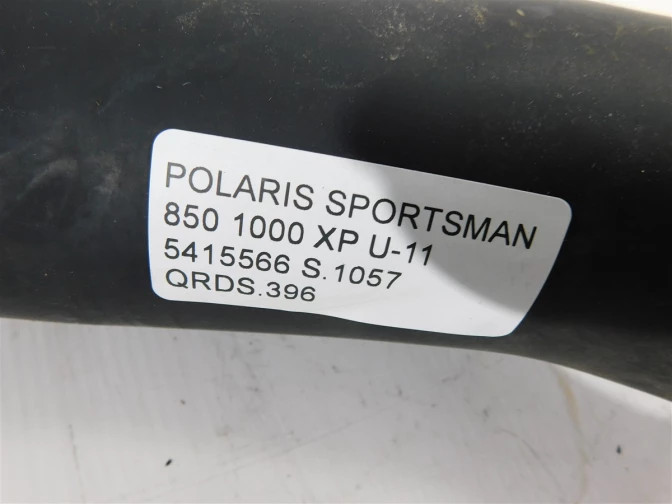 POLARIS SPORTSMAN
850 1000 XP U-11
5415566 S.1057
QRDS.396